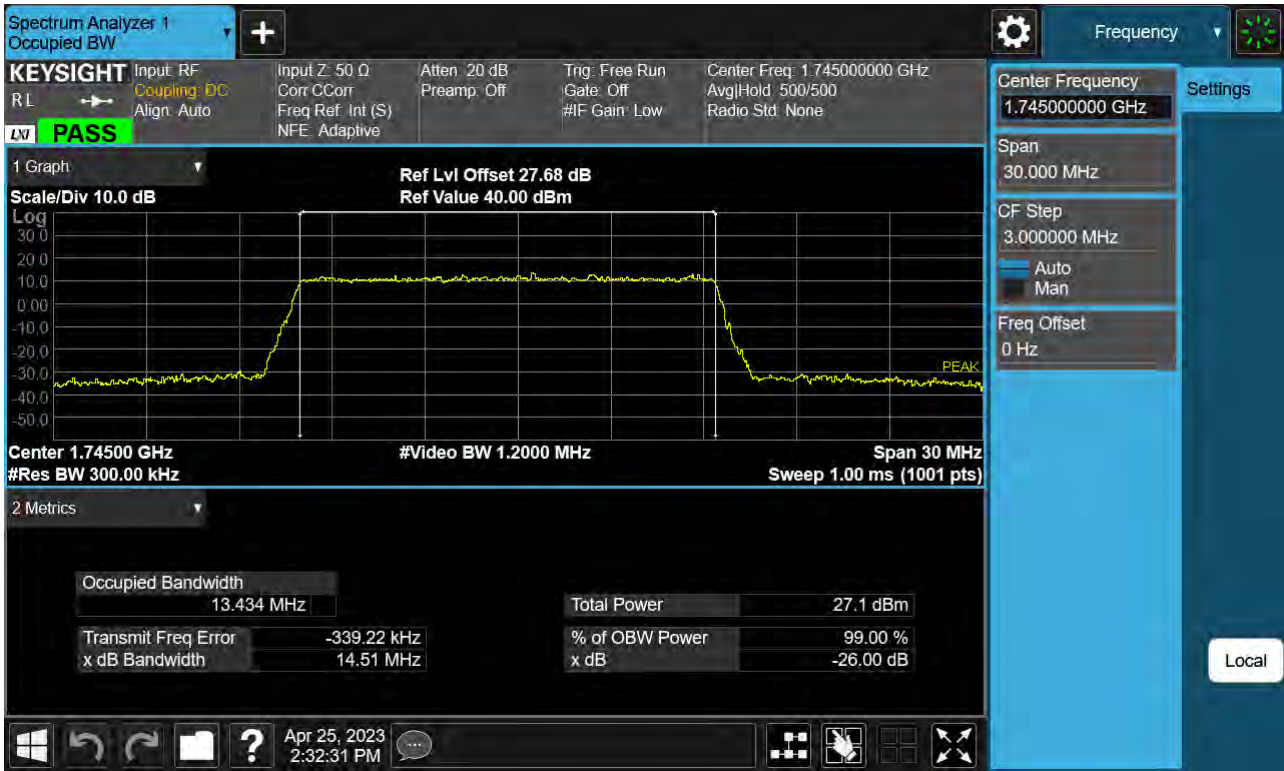 Spectrum Analyzer 1
Occupied BW
Frequency
KEYSIGHT
RL
LXI
PASS
Input: RF
Coupling: DC
Align: Auto
Input Z: 50 Ω
Corr CCorr
Freq Ref: Int (S)
NFE: Adaptive
Atten: 20 dB
Preamp: Off
Trig: Free Run
Gate: Off
#IF Gain: Low
Center Freq: 1.745000000 GHz
Avg|Hold: 500/500
Radio Std: None
Center Frequency
1.745000000 GHz
Settings
Span
30.000 MHz
CF Step
3.000000 MHz
Auto
Man
Freq Offset
0 Hz
Local
1 Graph
Scale/Div 10.0 dB
Ref Lvl Offset 27.68 dB
Ref Value 40.00 dBm
Log
30.0
20.0
10.0
0.00
-10.0
-20.0
-30.0
-40.0
-50.0
PEAK
Center 1.74500 GHz
#Video BW 1.2000 MHz
Span 30 MHz
#Res BW 300.00 kHz
Sweep 1.00 ms (1001 pts)
2 Metrics
Occupied Bandwidth
13.434 MHz
Total Power 27.1 dBm
Transmit Freq Error -339.22 kHz
% of OBW Power 99.00 %
x dB Bandwidth 14.51 MHz
x dB -26.00 dB
Apr 25, 2023
2:32:31 PM